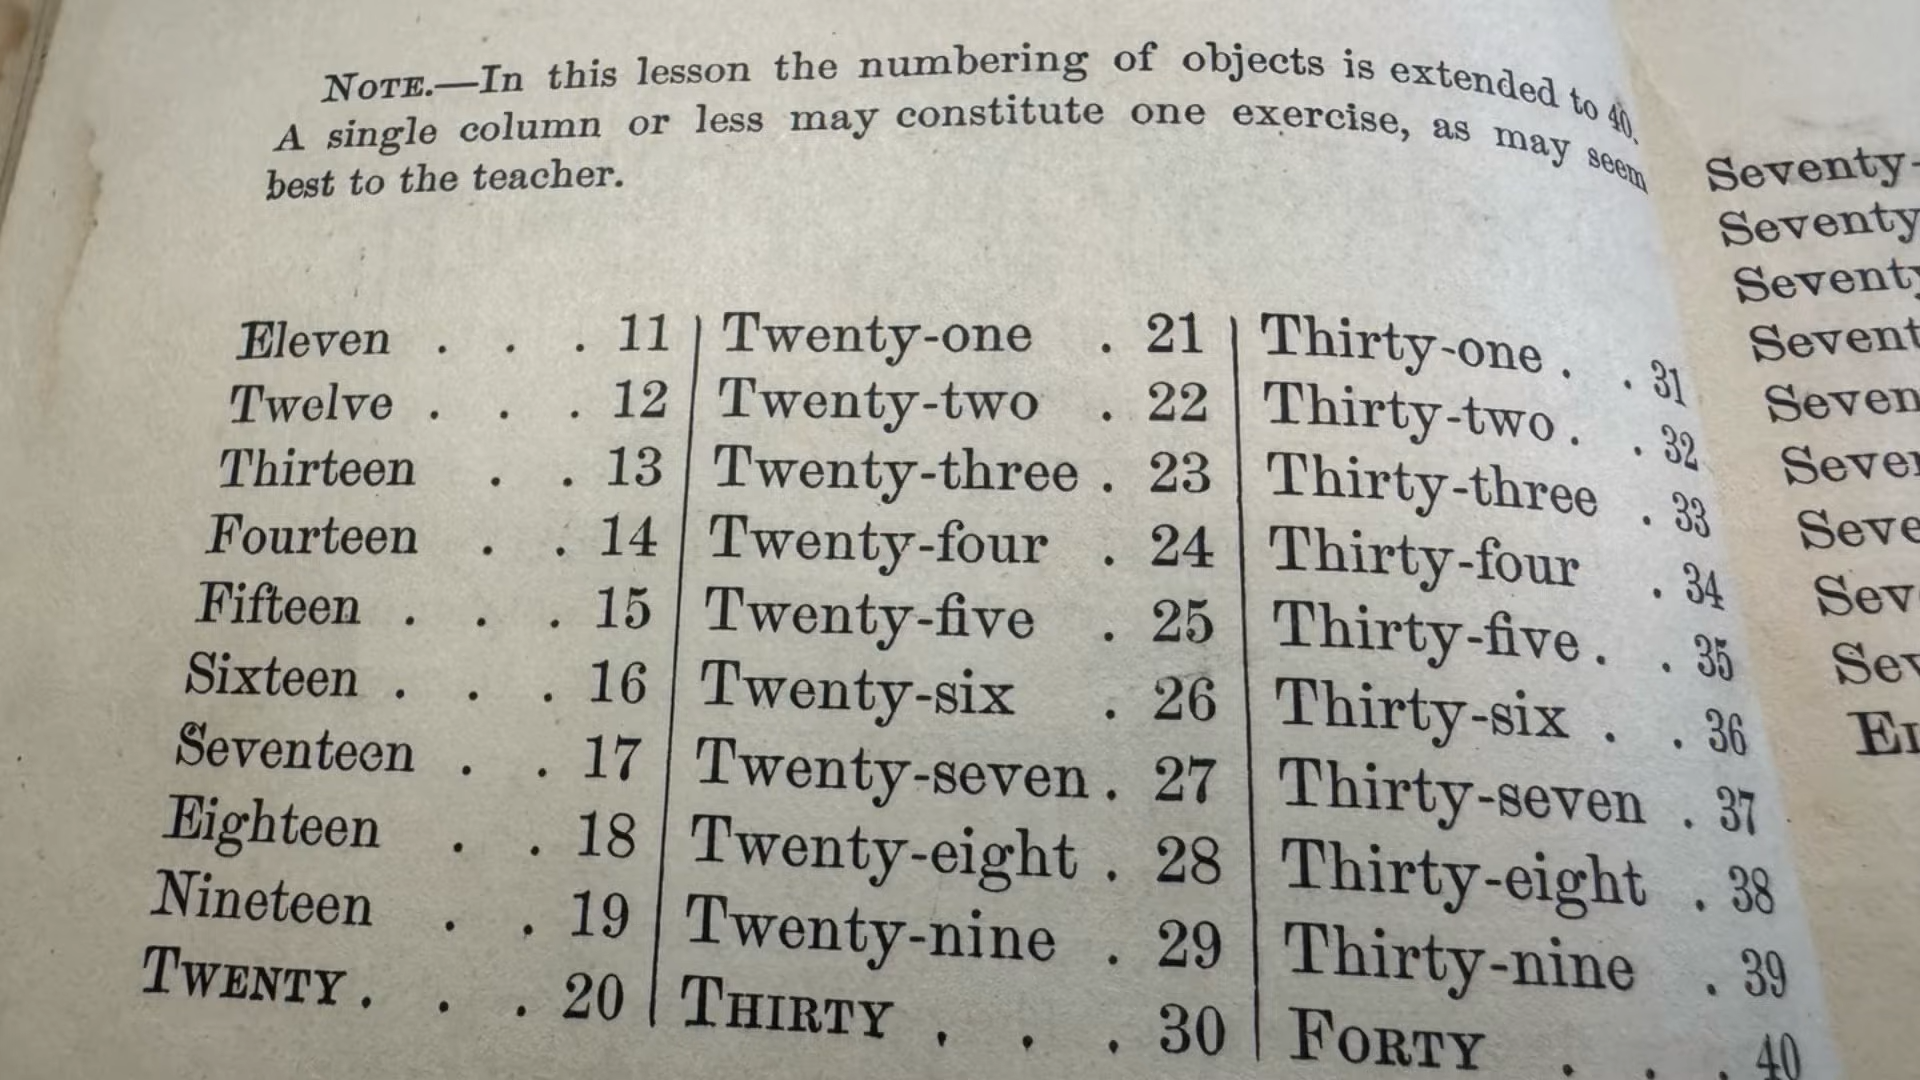 NOTE.—In this lesson the numbering of objects is extended to 40.
A single column or less may constitute one exercise, as may seem
best to the teacher.
Eleven . . . 11
Twelve . . . 12
Thirteen . . 13
Fourteen . . 14
Fifteen . . . 15
Sixteen . . . 16
Seventeen . . 17
Eighteen . . 18
Nineteen . . 19
TWENTY . . . 20
Twenty-one . 21
Twenty-two . 22
Twenty-three . 23
Twenty-four . 24
Twenty-five . 25
Twenty-six . 26
Twenty-seven . 27
Twenty-eight . 28
Twenty-nine . 29
THIRTY . . . 30
Thirty-one . . 31
Thirty-two . . 32
Thirty-three . 33
Thirty-four . 34
Thirty-five . . 35
Thirty-six . . 36
Thirty-seven . 37
Thirty-eight . 38
Thirty-nine . 39
FORTY . . . 40
Seventy-
Seventy